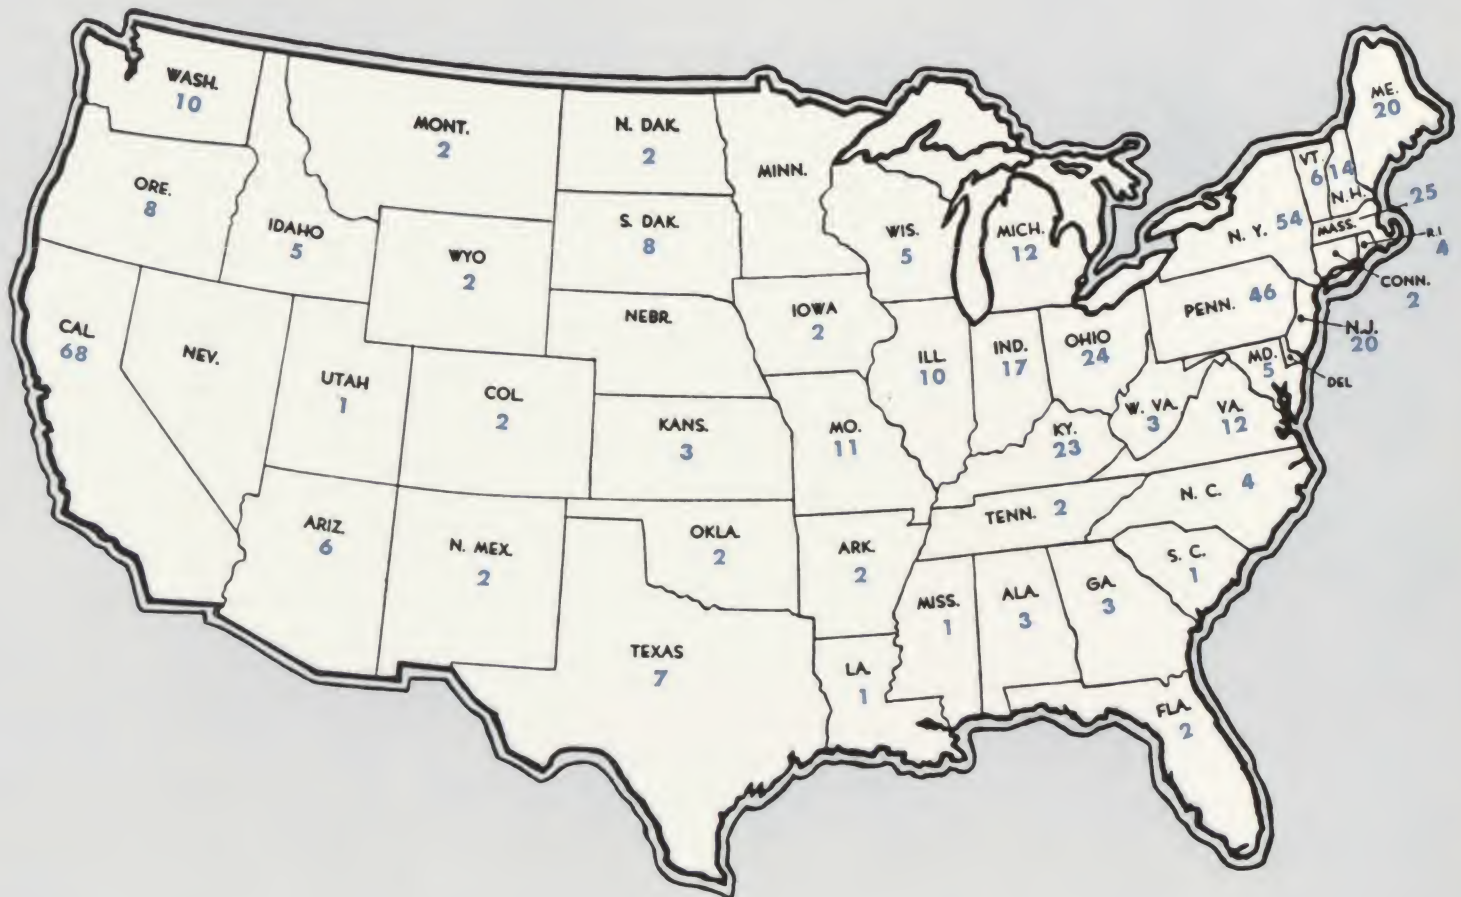 WASH.
10
MONT.
2
N. DAK.
2
MINN.
ORE.
8
IDAHO
5
WYO
2
S. DAK.
8
WIS.
5
MICH.
12
N. Y. 54
VT.
6
14
N.H.
ME.
20
25
MASS.
R.I.
4
CONN.
2
CAL.
68
NEV.
UTAH
1
COL.
2
NEBR.
KANS.
3
IOWA
2
MO.
11
ILL.
10
IND.
17
OHIO
24
PENN. 46
N.J.
20
MD.
5
DEL
W. VA.
3
VA.
12
KY.
23
ARIZ.
6
N. MEX.
2
OKLA.
2
ARK.
2
TENN. 2
N. C. 4
S. C.
1
TEXAS
7
LA.
1
MISS.
1
ALA.
3
GA.
3
FLA.
2